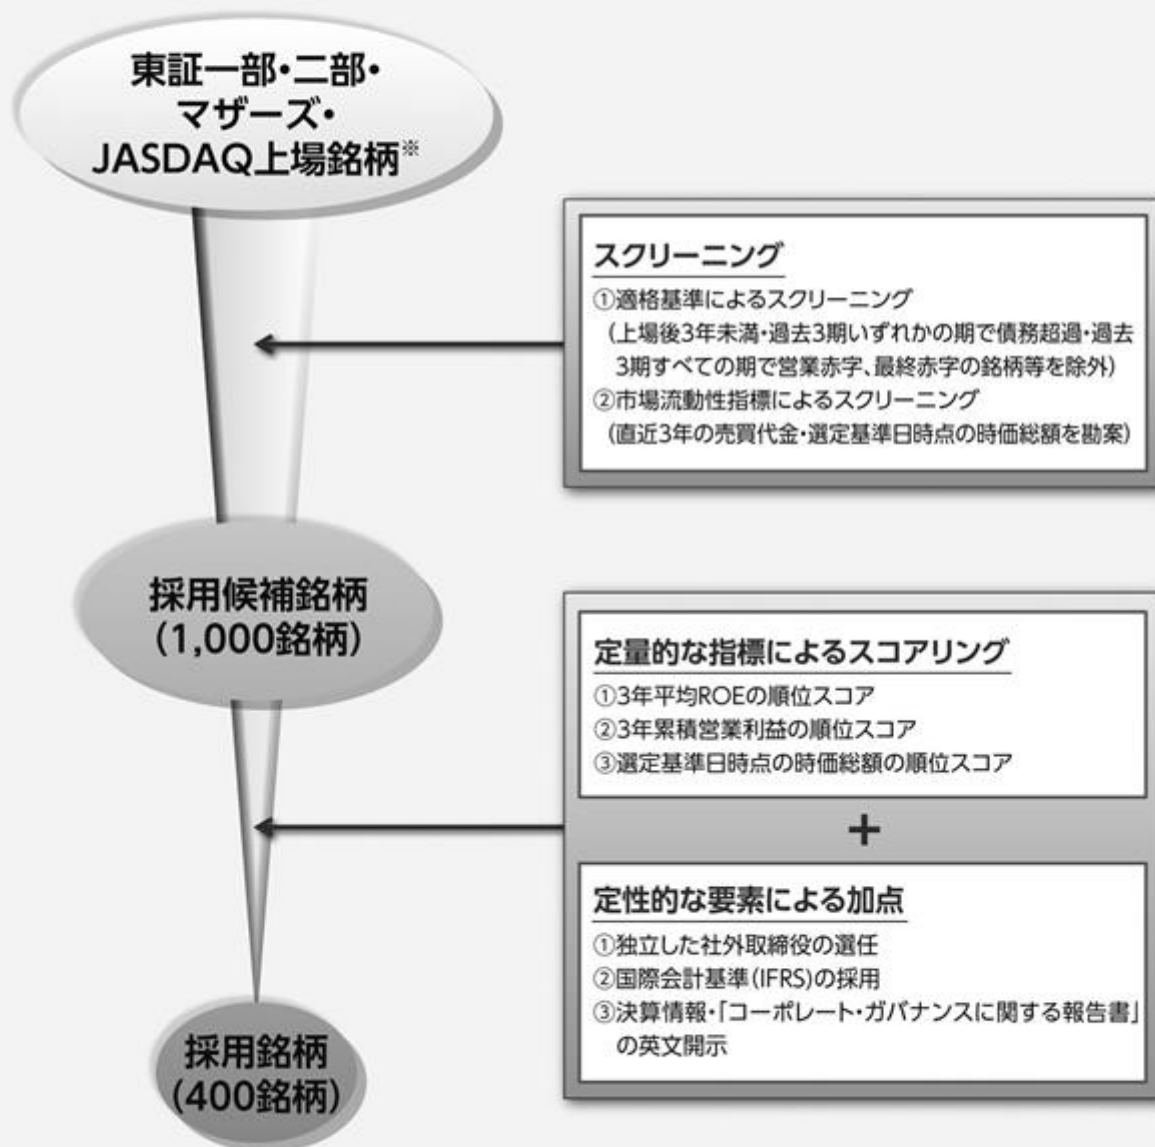 東証一部・二部・
マザーズ・
JASDAQ上場銘柄※
スクリーニング
①適格基準によるスクリーニング
(上場後3年未満・過去3期いずれかの期で債務超過・過去
3期すべての期で営業赤字、最終赤字の銘柄等を除外)
②市場流動性指標によるスクリーニング
(直近3年の売買代金・選定基準日時点の時価総額を勘案)
採用候補銘柄
(1,000銘柄)
定量的な指標によるスコアリング
①3年平均ROEの順位スコア
②3年累積営業利益の順位スコア
③選定基準日時点の時価総額の順位スコア
+
定性的な要素による加点
①独立した社外取締役の選任
②国際会計基準(IFRS)の採用
③決算情報・「コーポレート・ガバナンスに関する報告書」
の英文開示
採用銘柄
(400銘柄)